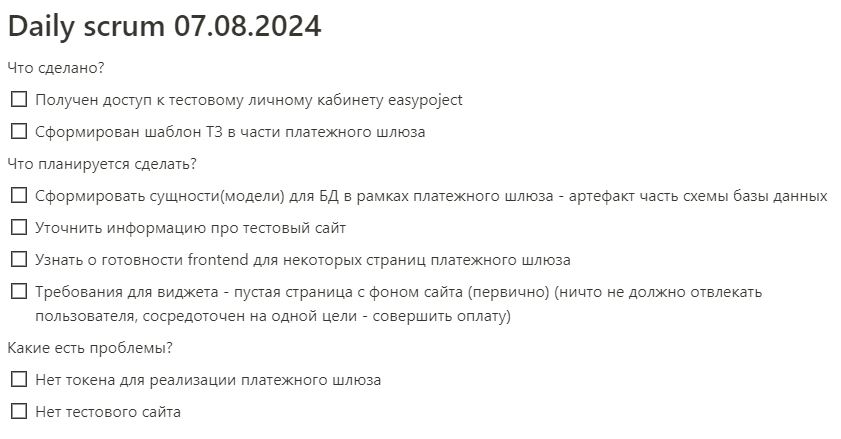 Daily scrum 07.08.2024
Что сделано?
Получен доступ к тестовому личному кабинету easypoject
Сформирован шаблон ТЗ в части платежного шлюза
Что планируется сделать?
Сформировать сущности(модели) для БД в рамках платежного шлюза - артефакт часть схемы базы данных
Уточнить информацию про тестовый сайт
Узнать о готовности frontend для некоторых страниц платежного шлюза
Требования для виджета - пустая страница с фоном сайта (первично) (ничто не должно отвлекать
пользователя, сосредоточен на одной цели - совершить оплату)
Какие есть проблемы?
Нет токена для реализации платежного шлюза
Нет тестового сайта